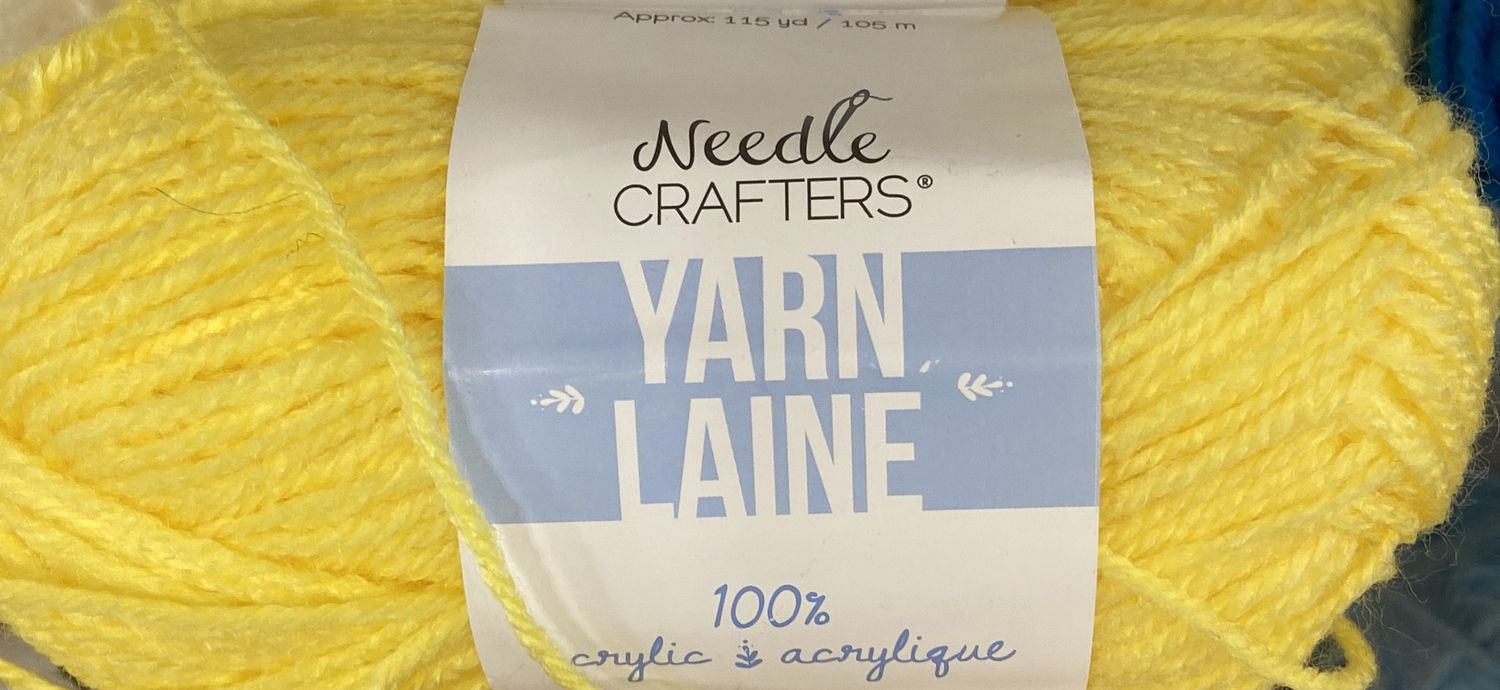 Approx: 115 yd / 105 m
Needle
CRAFTERS®
YARN
LAINE
100%
crylic acrylique